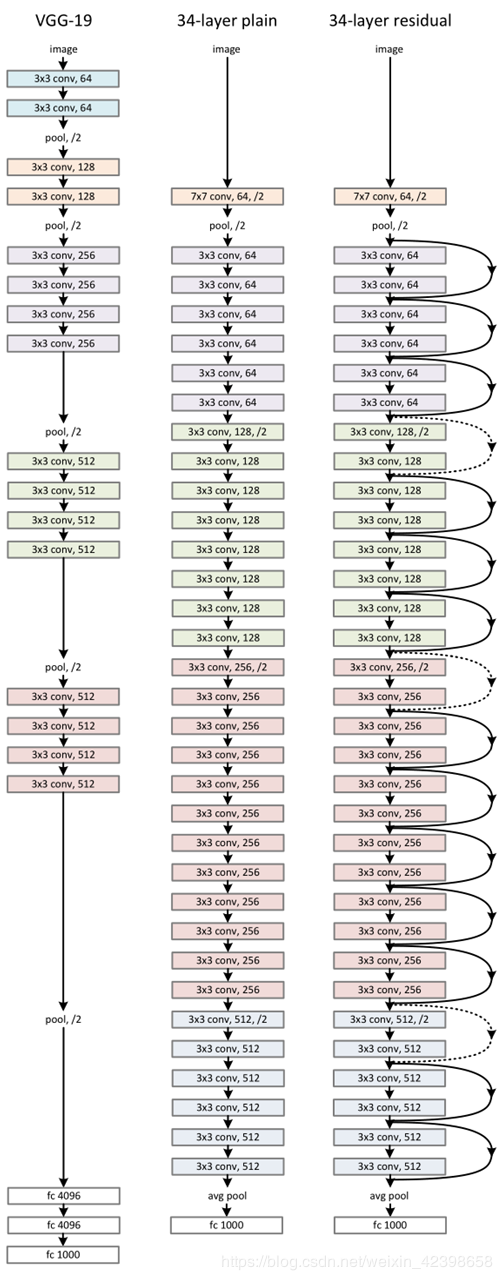 VGG-19
image
3x3 conv, 64
3x3 conv, 64
pool, /2
3x3 conv, 128
3x3 conv, 128
pool, /2
3x3 conv, 256
3x3 conv, 256
3x3 conv, 256
3x3 conv, 256
pool, /2
3x3 conv, 512
3x3 conv, 512
3x3 conv, 512
3x3 conv, 512
pool, /2
3x3 conv, 512
3x3 conv, 512
3x3 conv, 512
3x3 conv, 512
pool, /2
fc 4096
fc 4096
fc 1000
34-layer plain
image
7x7 conv, 64, /2
pool, /2
3x3 conv, 64
3x3 conv, 64
3x3 conv, 64
3x3 conv, 64
3x3 conv, 64
3x3 conv, 64
3x3 conv, 128, /2
3x3 conv, 128
3x3 conv, 128
3x3 conv, 128
3x3 conv, 128
3x3 conv, 128
3x3 conv, 128
3x3 conv, 128
3x3 conv, 256, /2
3x3 conv, 256
3x3 conv, 256
3x3 conv, 256
3x3 conv, 256
3x3 conv, 256
3x3 conv, 256
3x3 conv, 256
3x3 conv, 256
3x3 conv, 256
3x3 conv, 256
3x3 conv, 256
3x3 conv, 512, /2
3x3 conv, 512
3x3 conv, 512
3x3 conv, 512
3x3 conv, 512
3x3 conv, 512
avg pool
fc 1000
34-layer residual
image
7x7 conv, 64, /2
pool, /2
3x3 conv, 64
3x3 conv, 64
3x3 conv, 64
3x3 conv, 64
3x3 conv, 64
3x3 conv, 64
3x3 conv, 128, /2
3x3 conv, 128
3x3 conv, 128
3x3 conv, 128
3x3 conv, 128
3x3 conv, 128
3x3 conv, 128
3x3 conv, 128
3x3 conv, 256, /2
3x3 conv, 256
3x3 conv, 256
3x3 conv, 256
3x3 conv, 256
3x3 conv, 256
3x3 conv, 256
3x3 conv, 256
3x3 conv, 256
3x3 conv, 256
3x3 conv, 256
3x3 conv, 256
3x3 conv, 512, /2
3x3 conv, 512
3x3 conv, 512
3x3 conv, 512
3x3 conv, 512
3x3 conv, 512
avg pool
fc 1000
https://blog.csdn.net/weixin_42398658